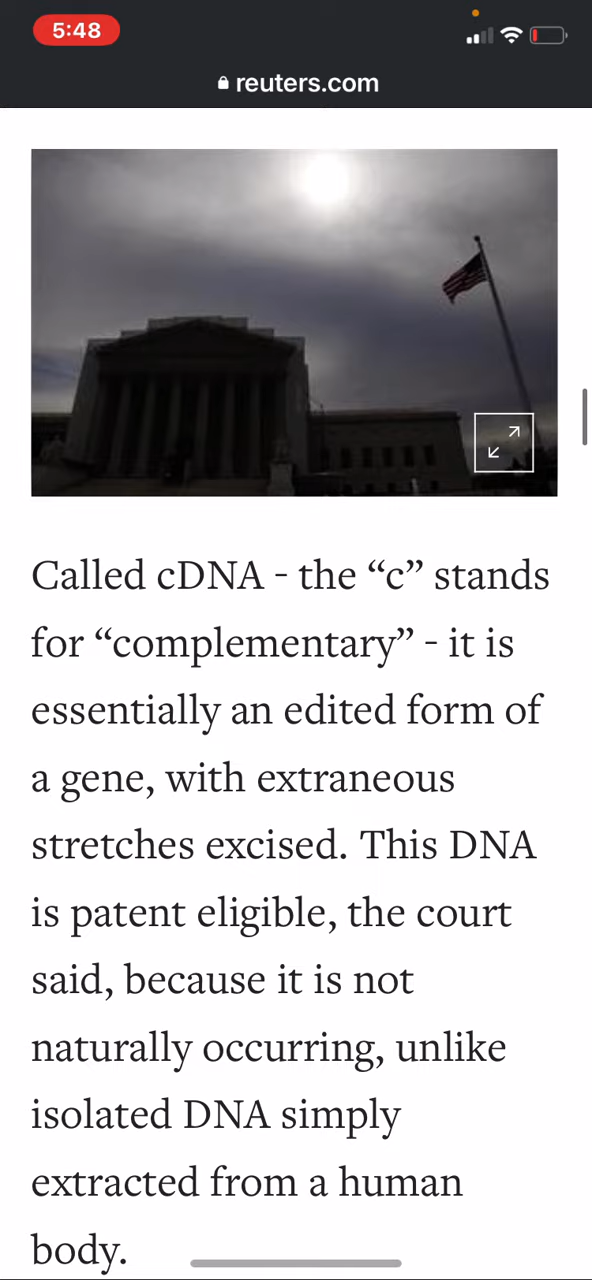 5:48
reuters.com
Called cDNA - the “c” stands
for “complementary” - it is
essentially an edited form of
a gene, with extraneous
stretches excised. This DNA
is patent eligible, the court
said, because it is not
naturally occurring, unlike
isolated DNA simply
extracted from a human
body.